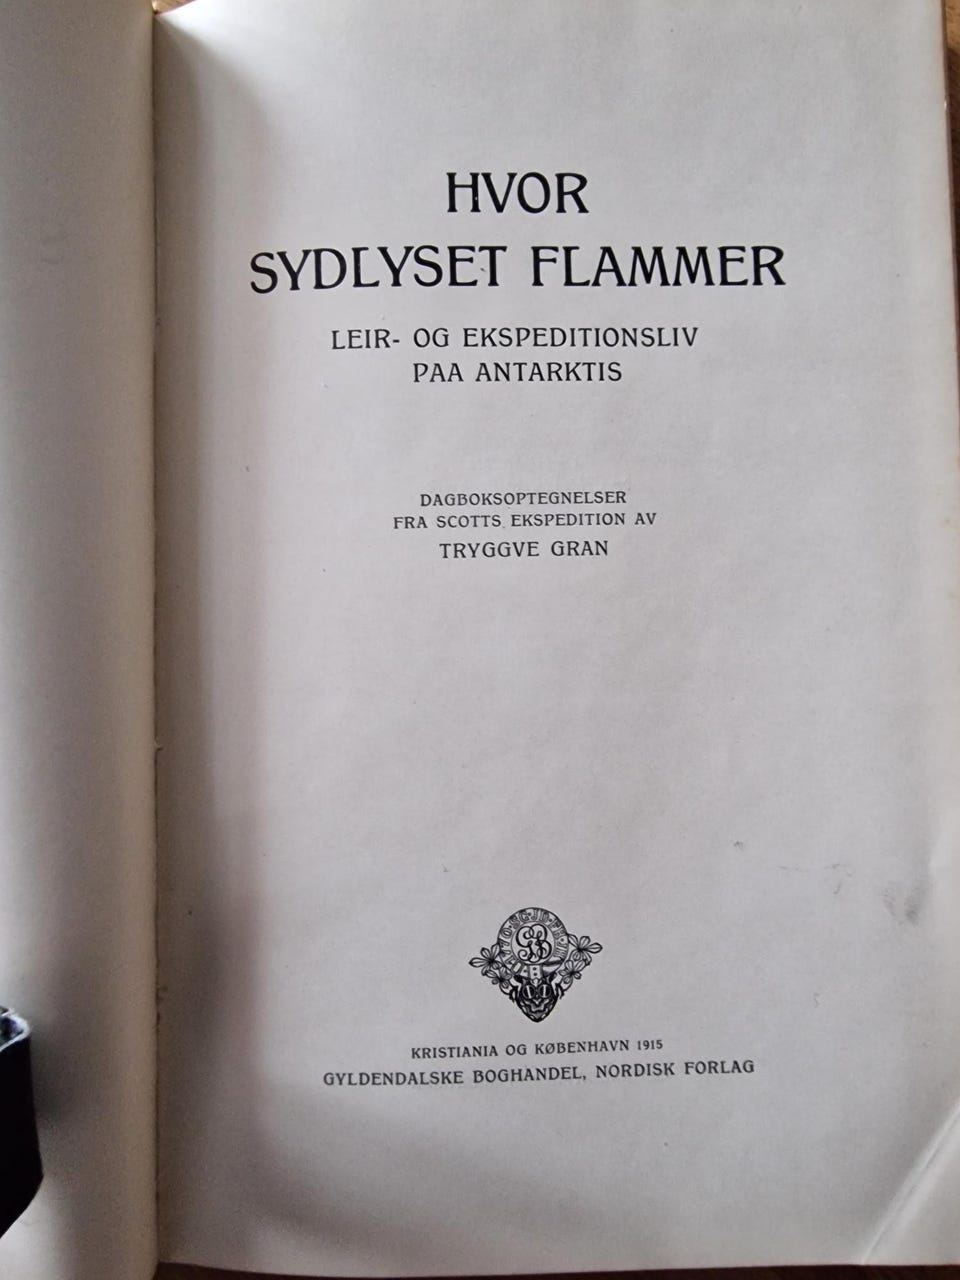 HVOR
SYDLYSET FLAMMER
LEIR- OG EKSPEDITIONSLIV
PAA ANTARKTIS
DAGBOKSOPTEGNELSER
FRA SCOTTS EKSPEDITION AV
TRYGGVE GRAN
KRISTIANIA OG KØBENHAVN 1915
GYLDENDALSKE BOGHANDEL, NORDISK FORLAG